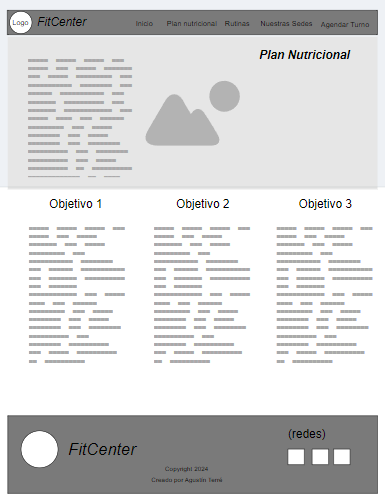 Logo FitCenter Inicio Plan nutricional Rutinas Nuestras Sedes Agendar Turno
Plan Nutricional
Objetivo 1 Objetivo 2 Objetivo 3
(redes)
FitCenter
Copyright 2024
Creado por Agustin Terré